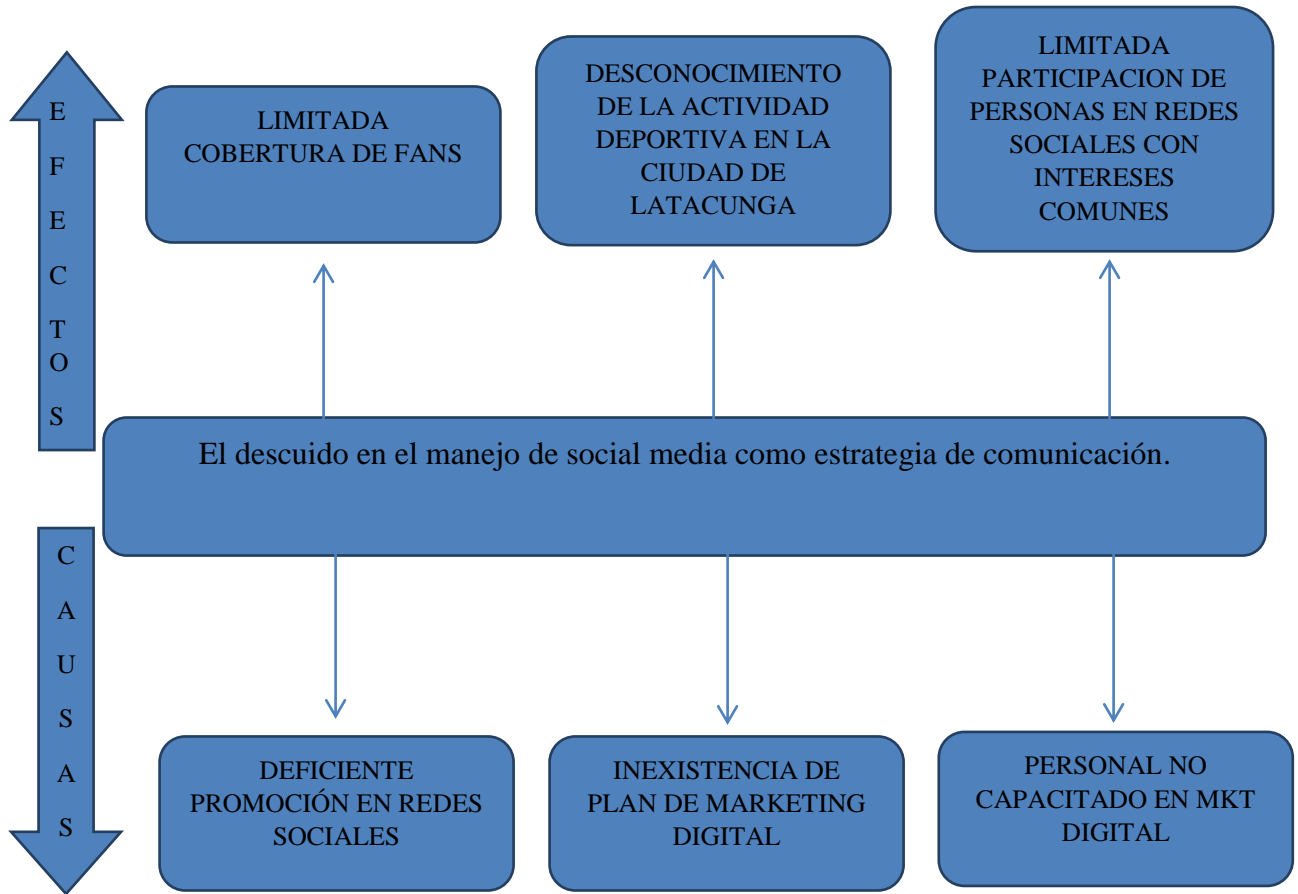 E
F
E
C
T
O
S
LIMITADA
COBERTURA DE FANS
DESCONOCIMIENTO
DE LA ACTIVIDAD
DEPORTIVA EN LA
CIUDAD DE
LATACUNGA
LIMITADA
PARTICIPACION DE
PERSONAS EN REDES
SOCIALES CON
INTERESES
COMUNES
El descuido en el manejo de social media como estrategia de comunicación.
C
A
U
S
A
S
DEFICIENTE
PROMOCIÓN EN REDES
SOCIALES
INEXISTENCIA DE
PLAN DE MARKETING
DIGITAL
PERSONAL NO
CAPACITADO EN MKT
DIGITAL